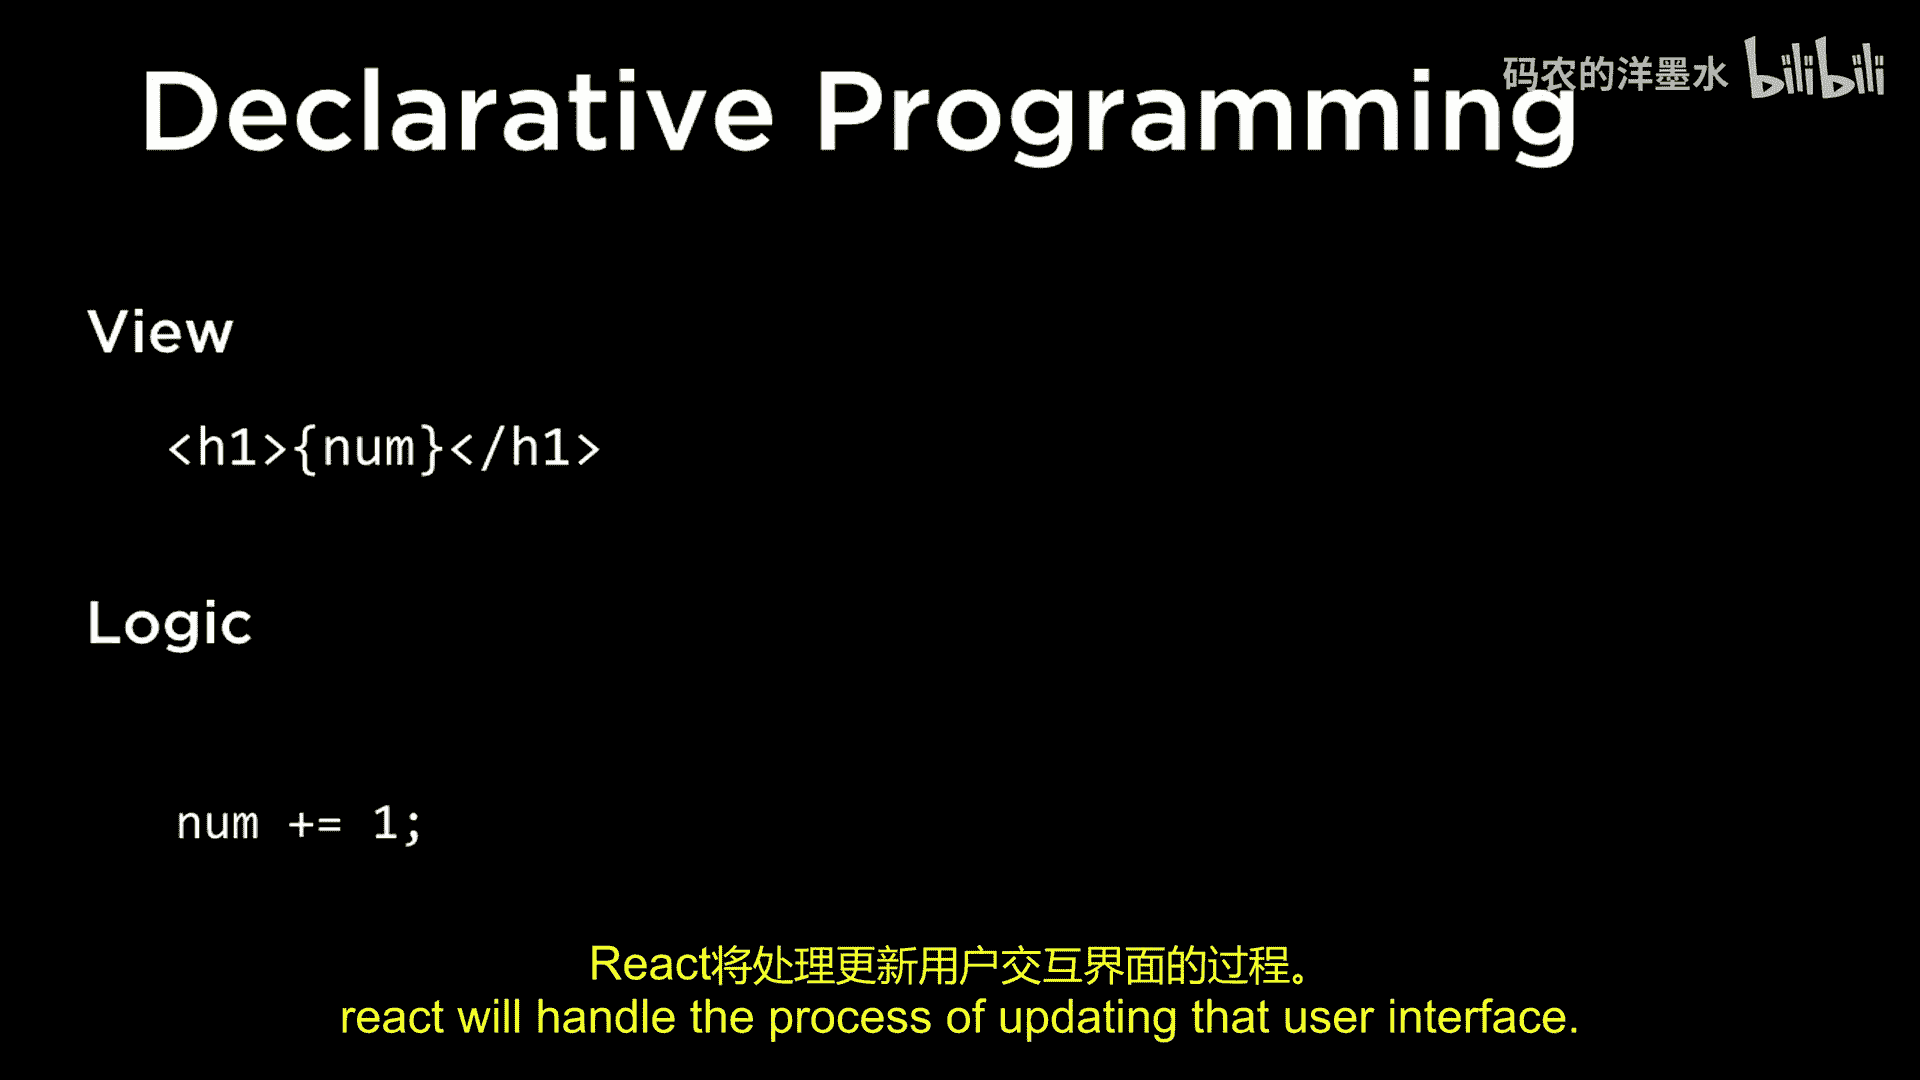 码农的洋墨水 bilibili
Declarative Programming
View
<h1>{num}</h1>
Logic
num += 1;
React将处理更新用户交互界面的过程。
react will handle the process of updating that user interface.